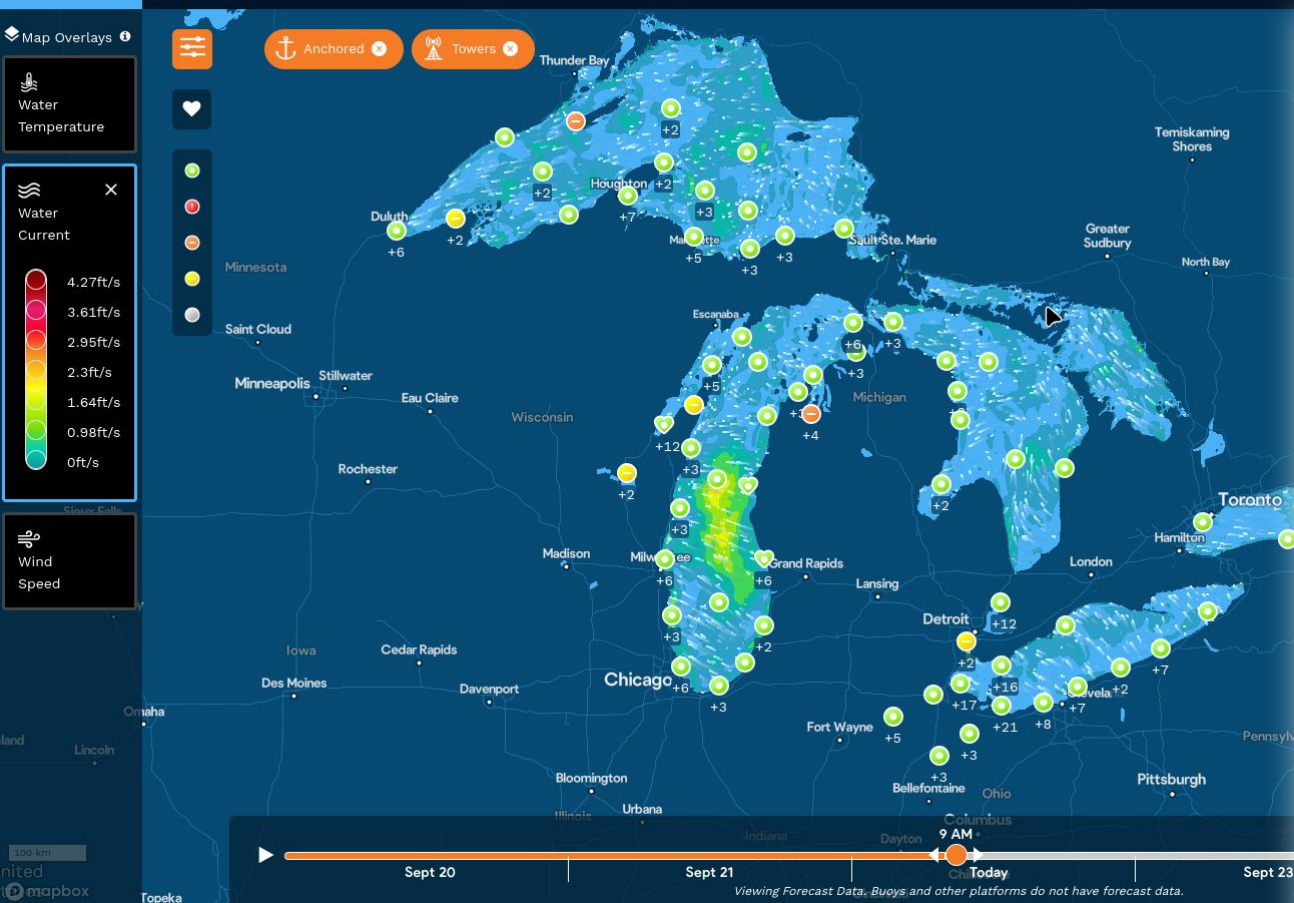 Map Overlays
Water
Temperature
Water
Current
4.27ft/s
3.61ft/s
2.95ft/s
2.3ft/s
1.64ft/s
0.98ft/s
0ft/s
Wind
Speed
Anchored
Towers
Thunder Bay
+2
Temiskaming
Shores
+2
Houghton
+2
+7
+3
Duluth
+2
+6
+5
+3
+3
Sault Ste. Marie
Greater
Sudbury
North Bay
Minnesota
Saint Cloud
Escanaba
+6
+3
+3
Minneapolis
Stillwater
+5
Eau Claire
Michigan
Wisconsin
+4
+12
+3
Rochester
+2
+2
Sioux Falls
Toronto
+3
Hamilton
Madison
+6
Grand Rapids
+6
London
Lansing
Detroit
+12
+3
+2
Iowa
Cedar Rapids
+2
+7
Des Moines
Davenport
Chicago
+6
+16
+2
+3
+17
+7
Omaha
+21
+8
Fort Wayne
+5
Lincoln
+3
Pennsylv
Bloomington
+3
Pittsburgh
Bellefontaine
Ohio
Urbana
Illinois
Columbus
Indiana
9 AM
Dayton
100 km
Sept 20
Sept 21
Today
Sept 23
nited
mapbox
Viewing Forecast Data. Buoys and other platforms do not have forecast data.
Topeka